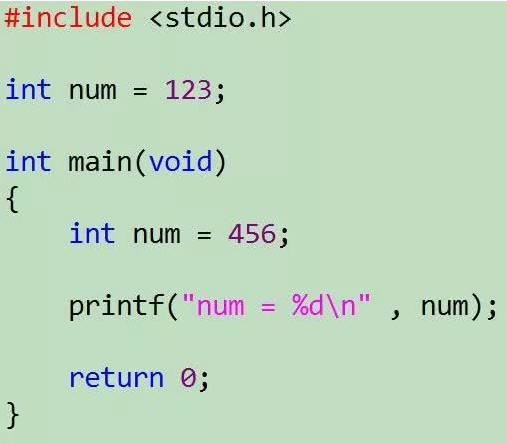 #include <stdio.h>
int num = 123;
int main(void)
{
    int num = 456;
    printf("num = %d\n" , num);
    return 0;
}